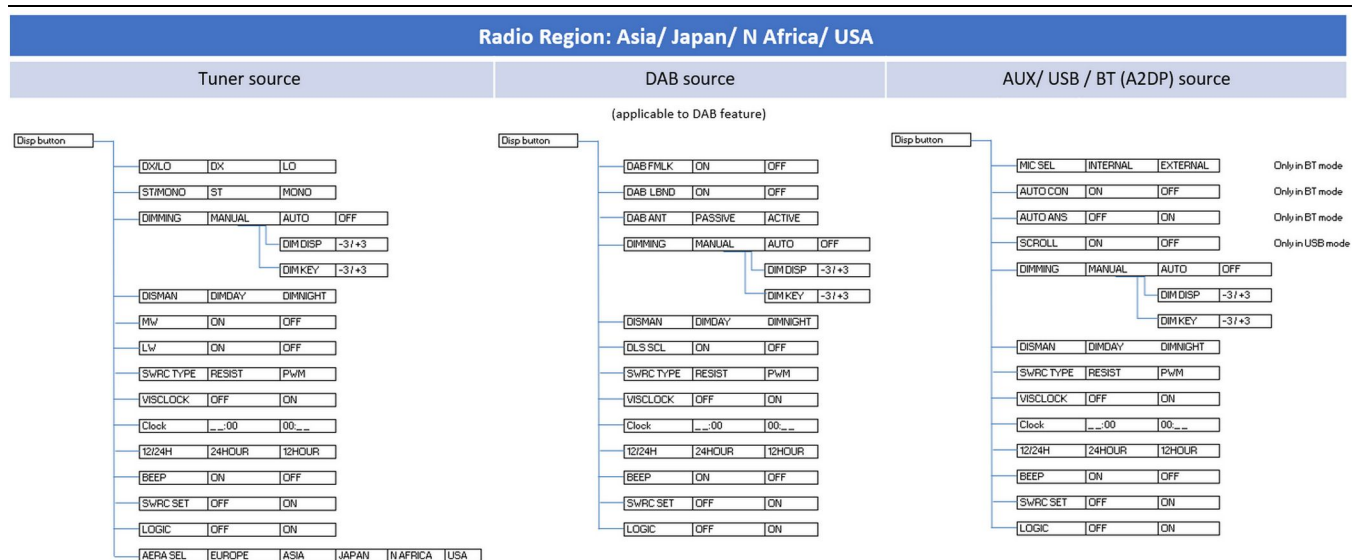 Radio Region: Asia/ Japan/ N Africa/ USA
Tuner source
DAB source
AUX/ USB / BT (A2DP) source
(applicable to DAB feature)
Disp button
DX/LO DX LO
ST/MONO ST MONO
DIMMING MANUAL AUTO OFF
DIM DISP -3 / +3
DIM KEY -3 / +3
DISMAN DIMDAY DIMNIGHT
MW ON OFF
LW ON OFF
SWRC TYPE RESIST PWM
VISCLOCK OFF ON
Clock _ _:00 00:_ _
12/24H 24HOUR 12HOUR
BEEP ON OFF
SWRC SET OFF ON
LOGIC OFF ON
AERA SEL EUROPE ASIA JAPAN N AFRICA USA
Disp button
DAB FMLK ON OFF
DAB LBND ON OFF
DAB ANT PASSIVE ACTIVE
DIMMING MANUAL AUTO OFF
DIM DISP -3 / +3
DIM KEY -3 / +3
DISMAN DIMDAY DIMNIGHT
DLS SCL ON OFF
SWRC TYPE RESIST PWM
VISCLOCK OFF ON
Clock _ _:00 00:_ _
12/24H 24HOUR 12HOUR
BEEP ON OFF
SWRC SET OFF ON
LOGIC OFF ON
Disp button
MIC SEL INTERNAL EXTERNAL Only in BT mode
AUTO CON ON OFF Only in BT mode
AUTO ANS OFF ON Only in BT mode
SCROLL ON OFF Only in USB mode
DIMMING MANUAL AUTO OFF
DIM DISP -3 / +3
DIM KEY -3 / +3
DISMAN DIMDAY DIMNIGHT
SWRC TYPE RESIST PWM
VISCLOCK OFF ON
Clock _ _:00 00:_ _
12/24H 24HOUR 12HOUR
BEEP ON OFF
SWRC SET OFF ON
LOGIC OFF ON